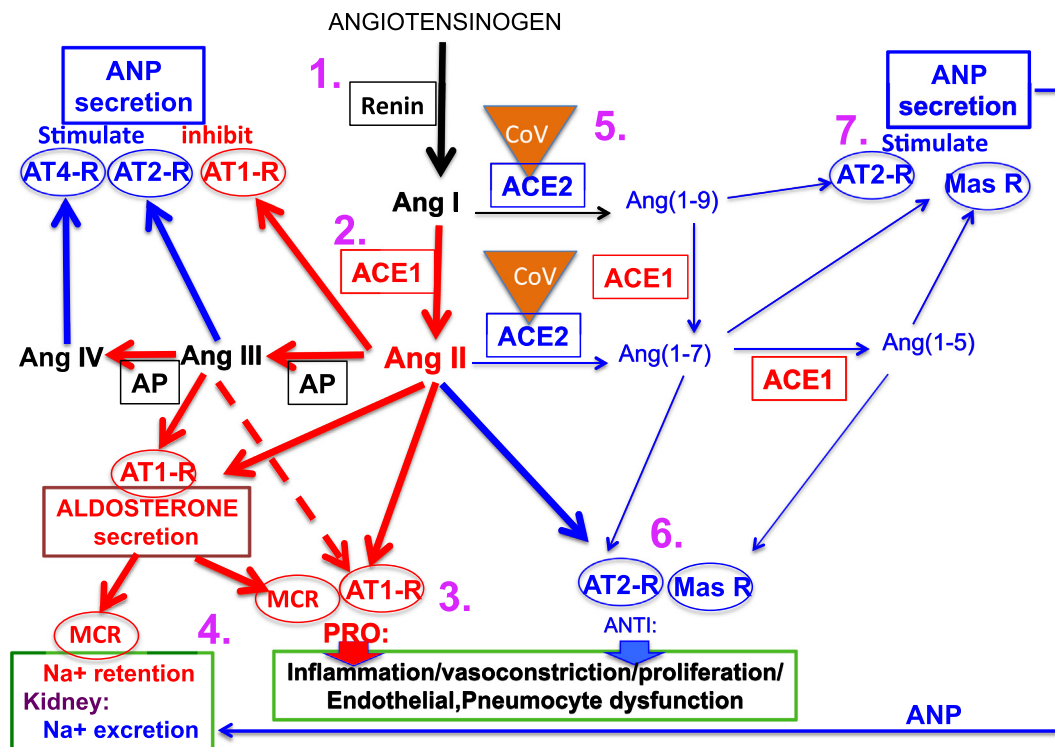 ANGIOTENSINOGEN
ANP
secretion
Stimulate inhibit
AT4-R AT2-R AT1-R
1.
Renin
CoV
5.
ACE2
ANP
secretion
7.
Stimulate
AT2-R
Mas R
Ang I
Ang(1-9)
2.
ACE1
CoV
ACE2
ACE1
Ang IV
AP
Ang III
AP
Ang II
Ang(1-7)
ACE1
Ang(1-5)
AT1-R
ALDOSTERONE
secretion
MCR
4.
MCR
AT1-R
3.
6.
AT2-R
Mas R
PRO:
ANTI:
Inflammation/vasoconstriction/proliferation/
Endothelial,Pneumocyte dysfunction
Na+ retention
Kidney:
Na+ excretion
ANP